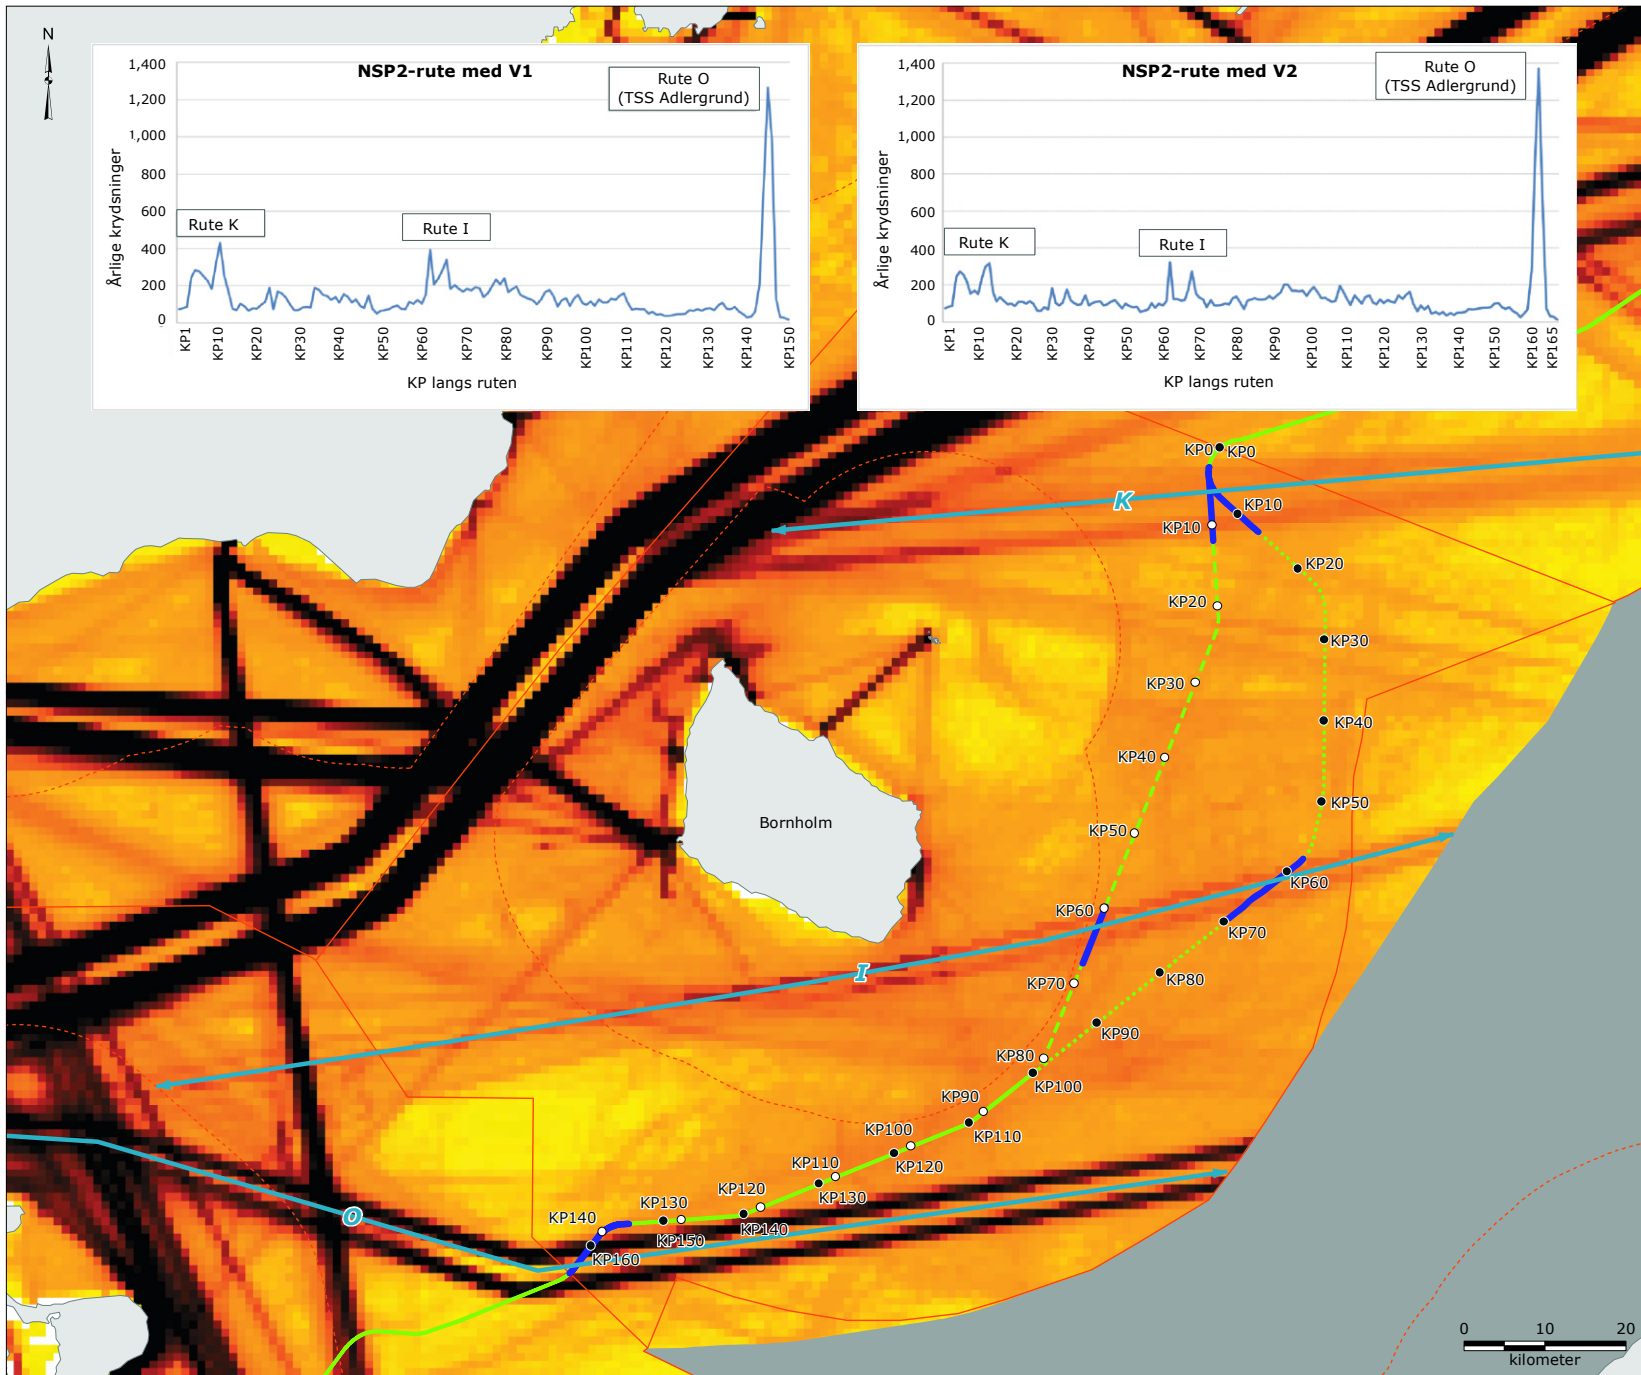 N
NSP2-rute med V1
Rute O
(TSS Adlergrund)
Rute K
Rute I
Årlige krydsninger
1,400
1,200
1,000
800
600
400
200
0
KP1
KP10
KP20
KP30
KP40
KP50
KP60
KP70
KP80
KP90
KP100
KP110
KP120
KP130
KP140
KP150
KP langs ruten
NSP2-rute med V2
Rute O
(TSS Adlergrund)
Rute K
Rute I
Årlige krydsninger
1,400
1,200
1,000
800
600
400
200
0
KP1
KP10
KP20
KP30
KP40
KP50
KP60
KP70
KP80
KP90
KP100
KP110
KP120
KP130
KP140
KP150
KP160
KP165
KP langs ruten
KP0
KP0
K
KP10
KP10
KP20
KP20
KP30
KP30
KP40
KP40
KP50
KP50
Bornholm
KP60
KP60
KP70
I
KP70
KP80
KP90
KP80
KP100
KP90
KP110
KP100
KP120
KP110
KP130
KP120
KP140
KP130
KP150
KP140
KP160
O
0 10 20
kilometer